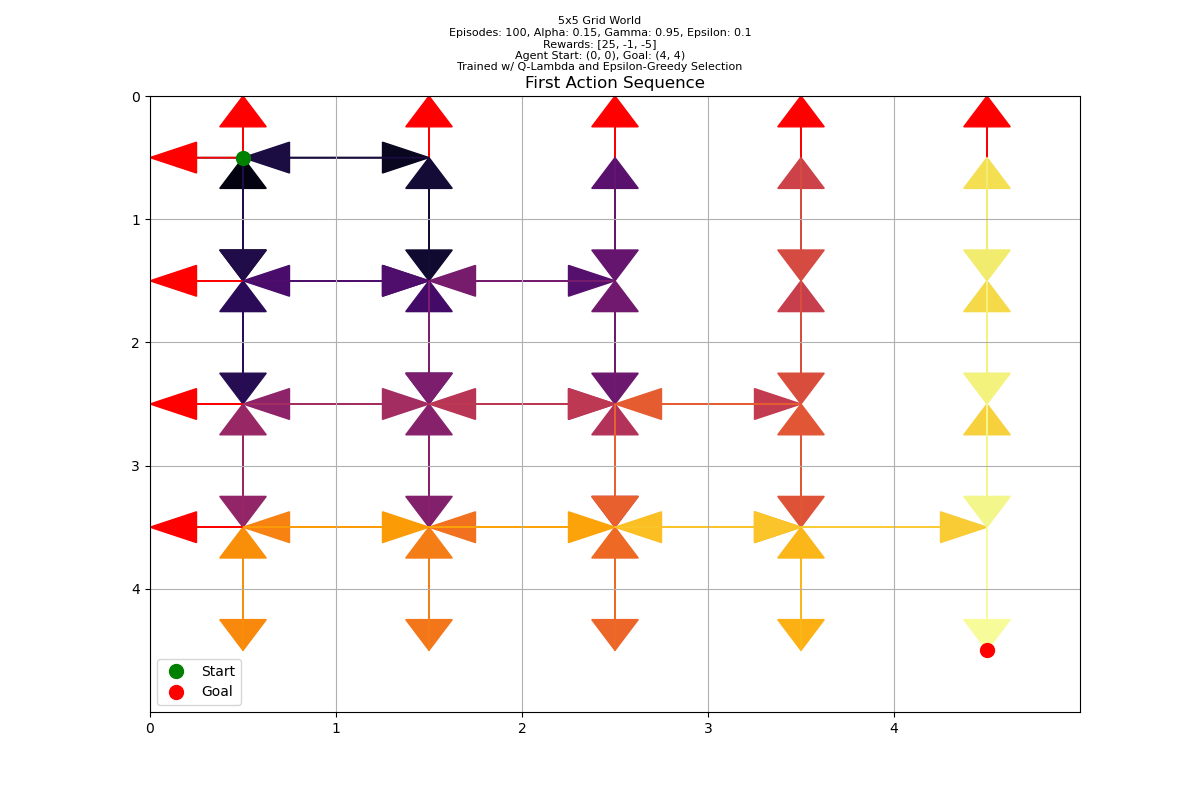 5x5 Grid World
Episodes: 100, Alpha: 0.15, Gamma: 0.95, Epsilon: 0.1
Rewards: [25, -1, -5]
Agent Start: (0, 0), Goal: (4, 4)
Trained w/ Q-Lambda and Epsilon-Greedy Selection
First Action Sequence
0
1
2
3
4
Start
Goal
0 1 2 3 4